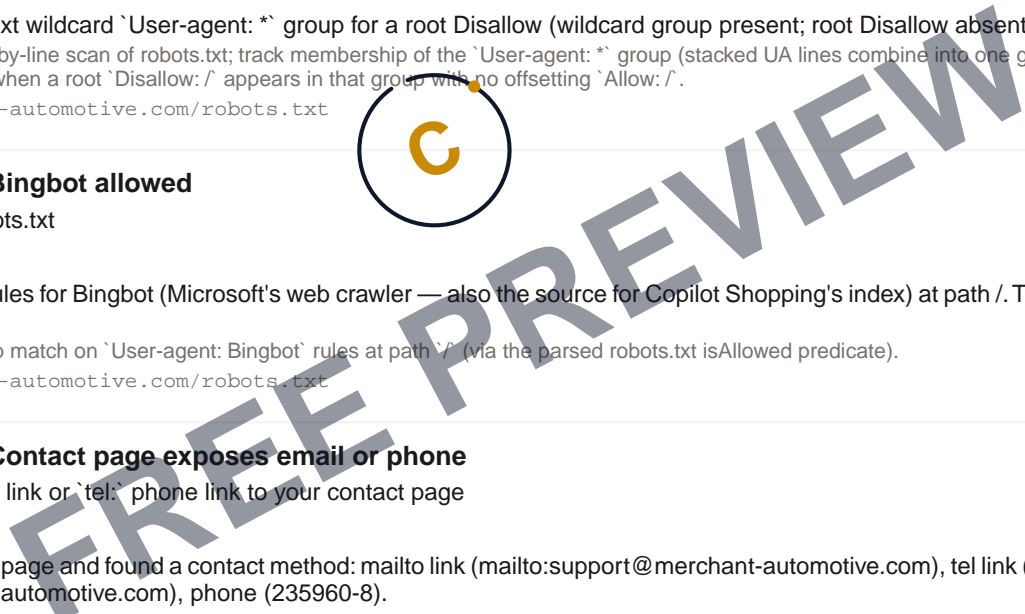 xt wildcard `User-agent: *` group for a root Disallow (wildcard group present; root Disallow absent
by-line scan of robots.txt; track membership of the `User-agent: *` group (stacked UA lines combine into one g
when a root `Disallow: /` appears in that group with no offsetting `Allow: /`.
-automotive.com/robots.txt
C
Bingbot allowed
ots.txt
ules for Bingbot (Microsoft's web crawler — also the source for Copilot Shopping's index) at path /. T
o match on `User-agent: Bingbot` rules at path `/` (via the parsed robots.txt isAllowed predicate).
-automotive.com/robots.txt
Contact page exposes email or phone
link or `tel:` phone link to your contact page
page and found a contact method: mailto link (mailto:support@merchant-automotive.com), tel link (
automotive.com), phone (235960-8).
FREE PREVIEW